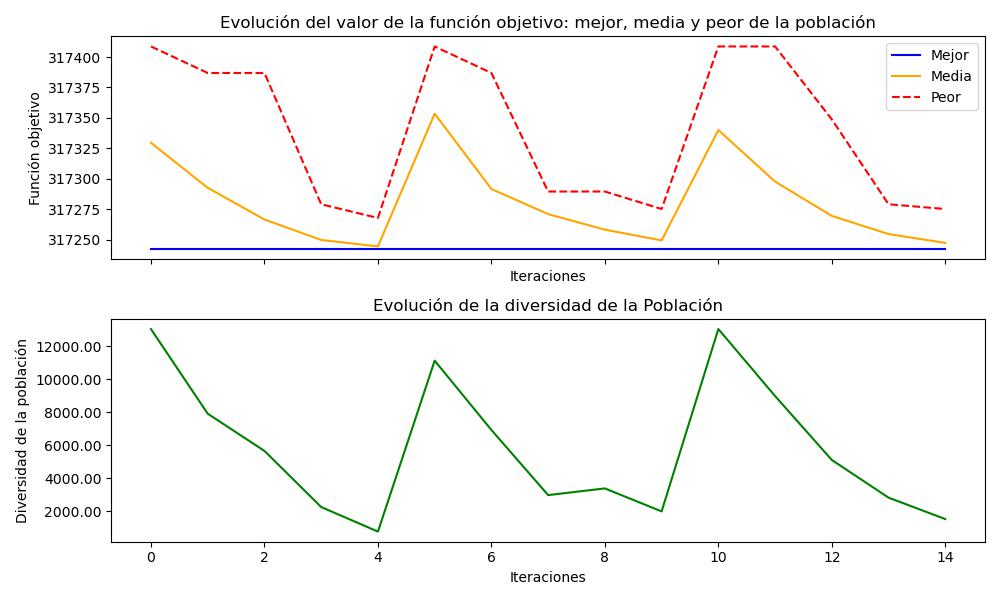 Evolución del valor de la función objetivo: mejor, media y peor de la población
317400
317375
317350
317325
317300
317275
317250
Función objetivo
Mejor
Media
Peor
Iteraciones
Evolución de la diversidad de la Población
12000.00
10000.00
8000.00
6000.00
4000.00
2000.00
Diversidad de la población
0 2 4 6 8 10 12 14
Iteraciones